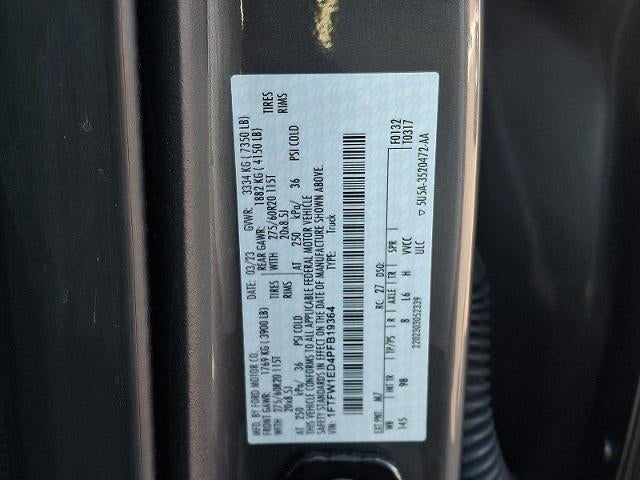 MFD. BY FORD MOTOR CO.
DATE: 03/23 GVWR: 3334 KG ( 7350 LB)
FRONT GAWR: 1769 KG ( 3900 LB) REAR GAWR: 1882 KG ( 4150 LB)
WITH 275/60R20 115T TIRES WITH 275/60R20 115T TIRES
20x8.5J RIMS 20x8.5J RIMS
AT 250 kPa/ 36 PSI COLD AT 250 kPa/ 36 PSI COLD
THIS VEHICLE CONFORMS TO ALL APPLICABLE FEDERAL MOTOR VEHICLE
SAFETY STANDARDS IN EFFECT ON THE DATE OF MANUFACTURE SHOWN ABOVE.
VIN: 1FTFW1ED4PFB19364 TYPE: Truck
EXT PNT: M7 RC: 27 DSO: F0132
WB INT TR TP/PS R AXLE TR SPR T0317
145 9B 8 L6 H VVCC
ULC
2202303052339 5U5A-3520472-AA